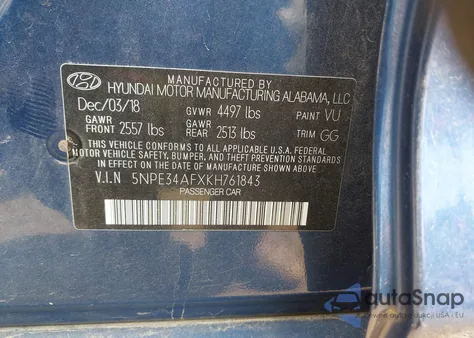 MANUFACTURED BY
HYUNDAI MOTOR MANUFACTURING ALABAMA, LLC
Dec/03/18 GVWR 4497 lbs PAINT VU
GAWR FRONT 2557 lbs GAWR REAR 2513 lbs TRIM GG
THIS VEHICLE CONFORMS TO ALL APPLICABLE FEDERAL MOTOR VEHICLE
SAFETY, BUMPER, AND THEFT PREVENTION STANDARDS
IN EFFECT ON THE DATE OF MANUFACTURE SHOWN ABOVE.
V.I.N 5NPE34AFXKH761843
PASSENGER CAR
autoSnap